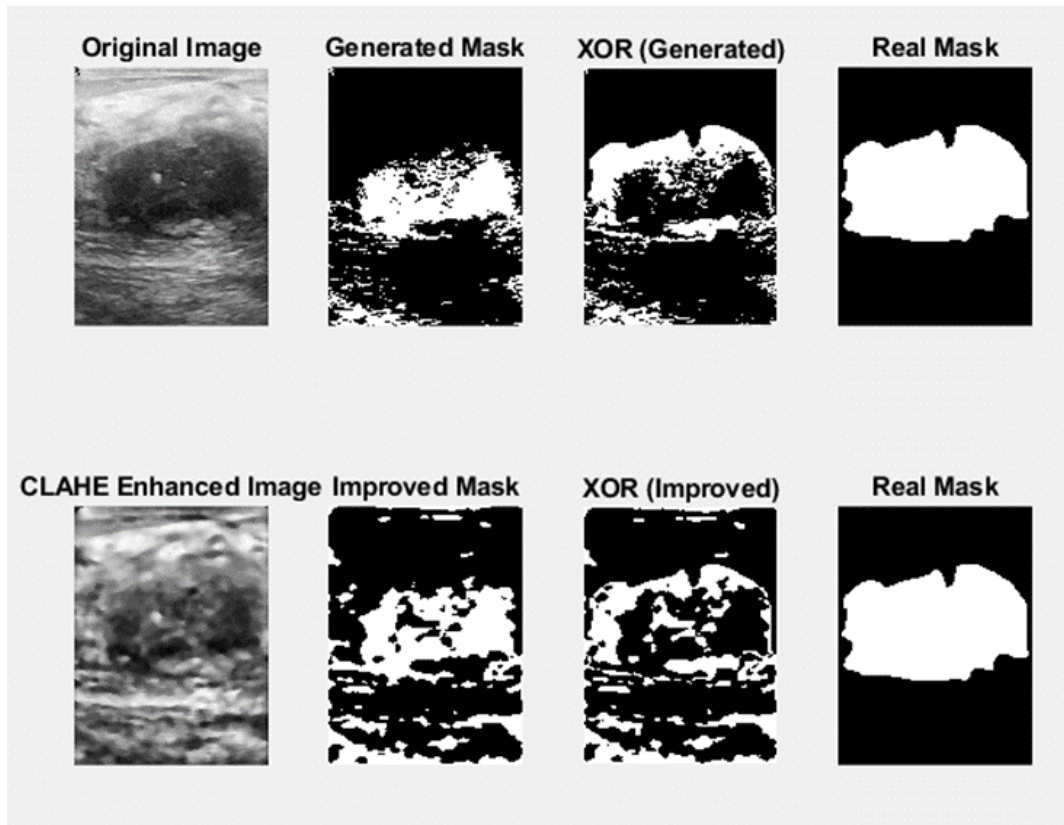 Original Image Generated Mask XOR (Generated) Real Mask
CLAHE Enhanced Image Improved Mask XOR (Improved) Real Mask